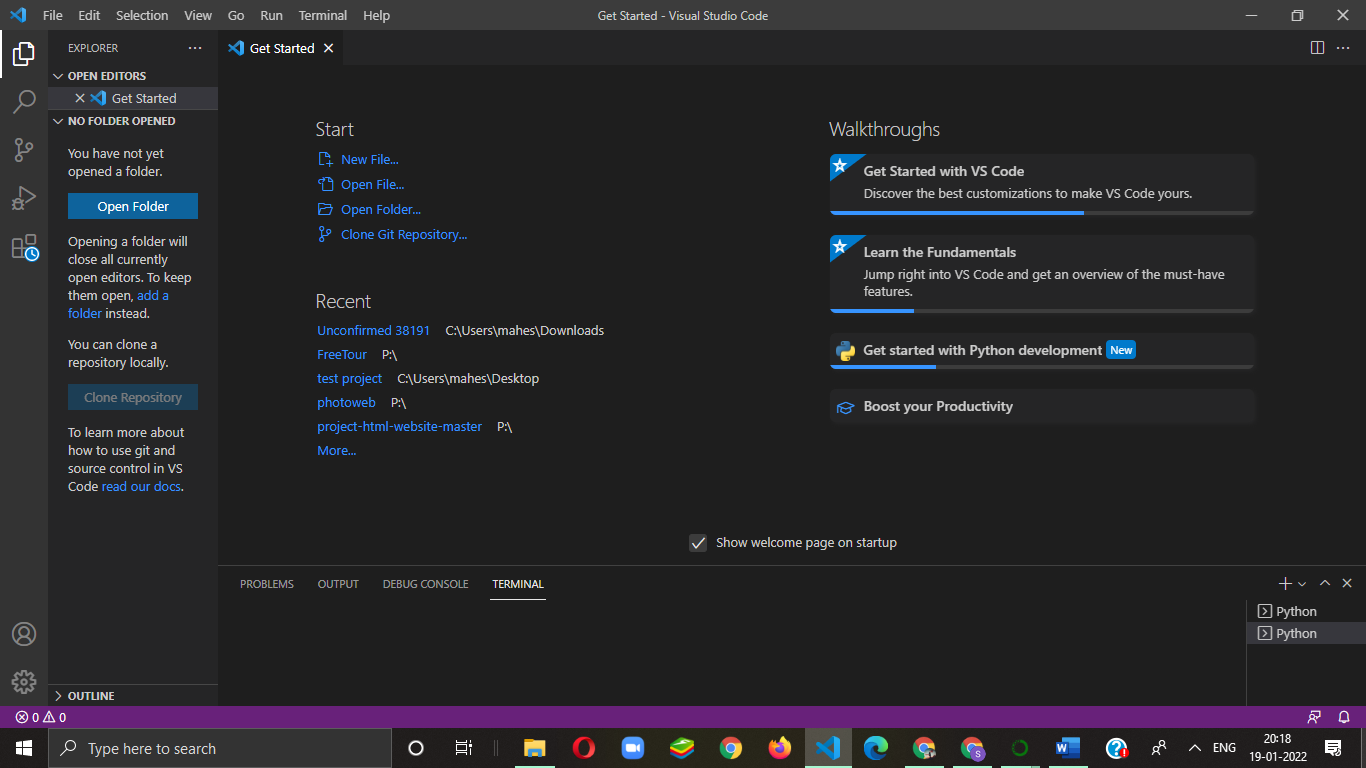 File Edit Selection View Go Run Terminal Help
Get Started - Visual Studio Code
EXPLORER
OPEN EDITORS
Get Started
NO FOLDER OPENED
You have not yet
opened a folder.
Open Folder
Opening a folder will
close all currently
open editors. To keep
them open, add a
folder instead.
You can clone a
repository locally.
Clone Repository
To learn more about
how to use git and
source control in VS
Code read our docs.
OUTLINE
Get Started
Start
New File...
Open File...
Open Folder...
Clone Git Repository...
Recent
Unconfirmed 38191 C:\Users\mahes\Downloads
FreeTour P:\
test project C:\Users\mahes\Desktop
photoweb P:\
project-html-website-master P:\
More...
Walkthroughs
Get Started with VS Code
Discover the best customizations to make VS Code yours.
Learn the Fundamentals
Jump right into VS Code and get an overview of the must-have
features.
Get started with Python development New
Boost your Productivity
Show welcome page on startup
PROBLEMS OUTPUT DEBUG CONSOLE TERMINAL
Python
Python
0 0
Type here to search
W
S
ENG
20:18
19-01-2022